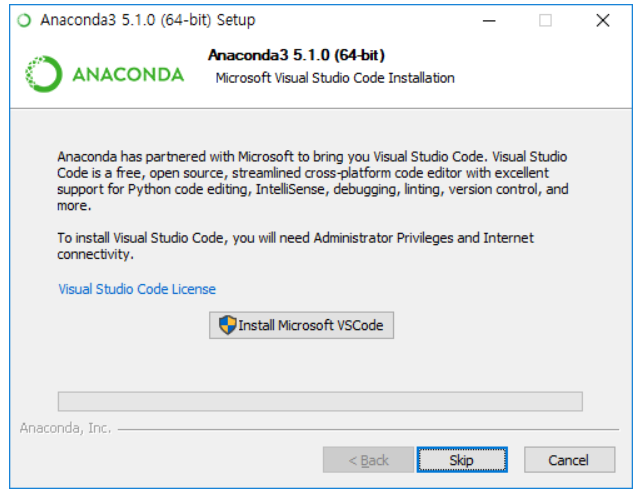 Anaconda3 5.1.0 (64-bit) Setup
Anaconda3 5.1.0 (64-bit)
Microsoft Visual Studio Code Installation
ANACONDA
Anaconda has partnered with Microsoft to bring you Visual Studio Code. Visual Studio
Code is a free, open source, streamlined cross-platform code editor with excellent
support for Python code editing, IntelliSense, debugging, linting, version control, and
more.
To install Visual Studio Code, you will need Administrator Privileges and Internet
connectivity.
Visual Studio Code License
Install Microsoft VSCode
Anaconda, Inc.
< Back
Skip
Cancel